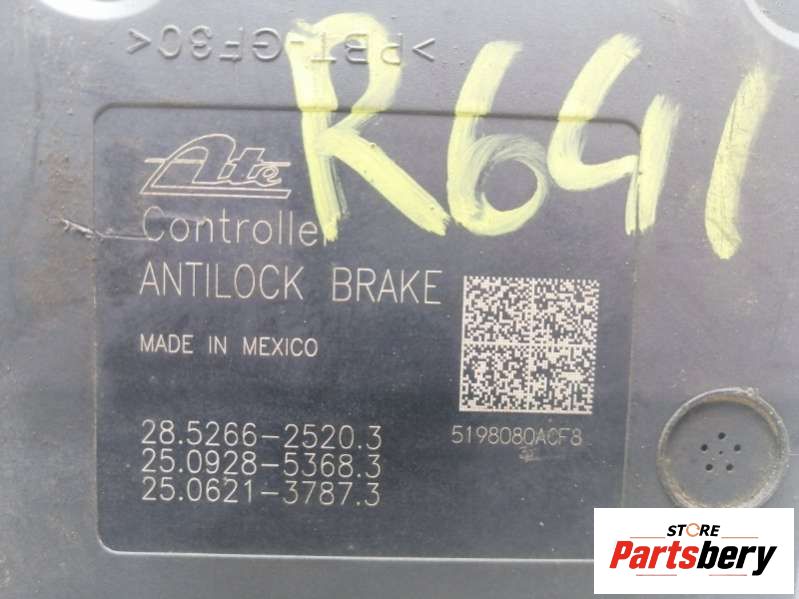 >PBT-GF30<
R641
Ate
Controller
ANTILOCK BRAKE
MADE IN MEXICO
28.5266-2520.3
25.0928-5368.3
25.0621-3787.3
5198080ACF8
STORE
Partsbery